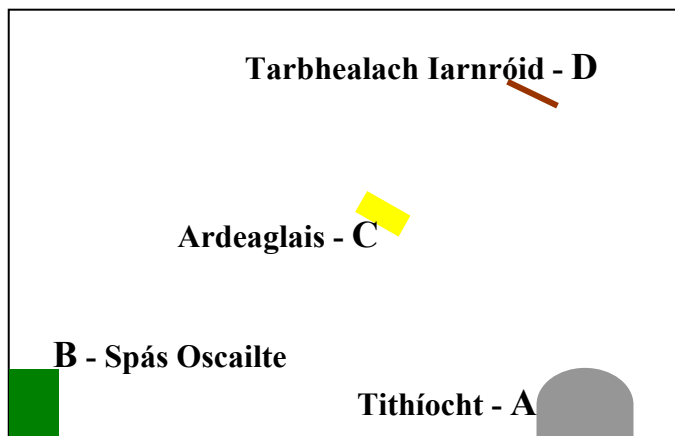 Tarbhealach Iarnróid - D
Ardeaglais - C
B - Spás Oscailte
Tithíocht - A